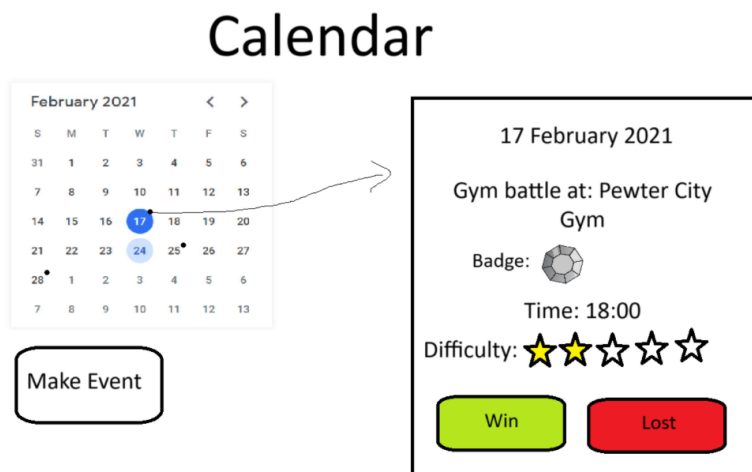 Calendar
February 2021 < >
S M T W T F S
31 1 2 3 4 5 6
7 8 9 10 11 12 13
14 15 16 17 18 19 20
21 22 23 24 25 26 27
28 1 2 3 4 5 6
7 8 9 10 11 12 13
Make Event
17 February 2021
Gym battle at: Pewter City
Gym
Badge:
Time: 18:00
Difficulty:
Win Lost